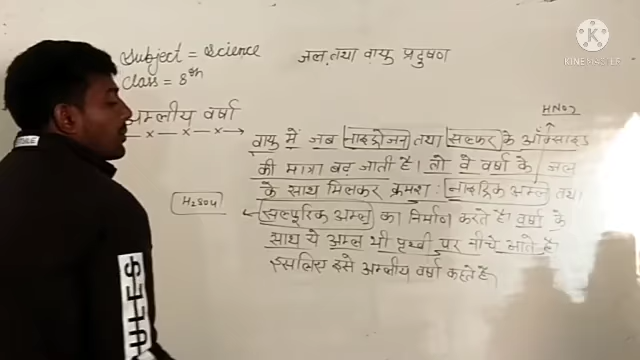 Subject = Science
Class = 8th
जल तथा वायु प्रदुषण
अम्लीय वर्षा
HNO3
वायु में जब नाइट्रोजन तथा सल्फर के ऑक्साइड
की मात्रा बढ़ जाती है। तो वे वर्षा के जल
के साथ मिलकर क्रमशः नाइट्रिक अम्ल तथा
H2SO4
सल्फ्यूरिक अम्ल का निर्माण करते है। वर्षा के
साथ ये अम्ल भी पृथ्वी पर नीचे आते है
इसलिए इसे अम्लीय वर्षा कहते है
KINEMASTER